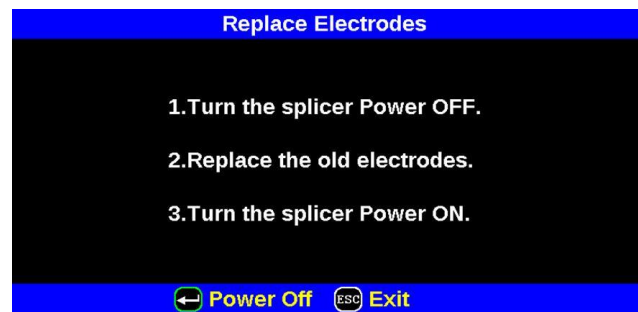 Replace Electrodes
1.Turn the splicer Power OFF.
2.Replace the old electrodes.
3.Turn the splicer Power ON.
Power Off ESC Exit